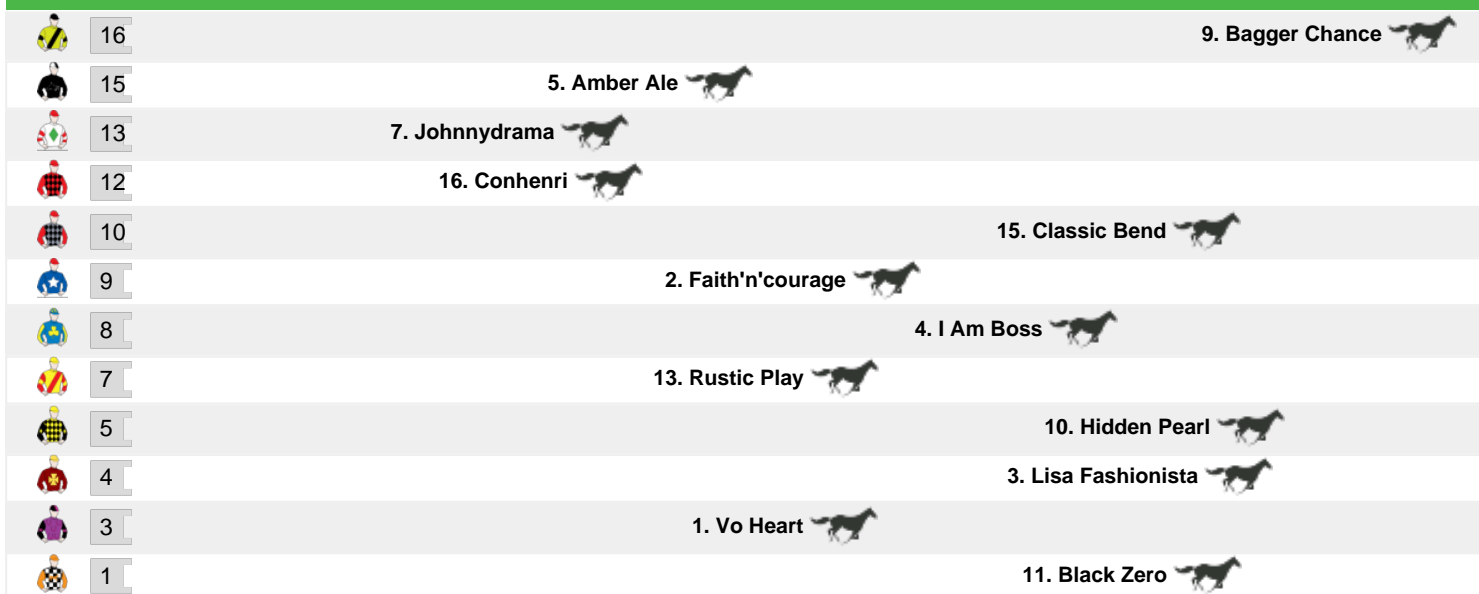 16 9. Bagger Chance
15 5. Amber Ale
13 7. Johnnydrama
12 16. Conhenri
10 15. Classic Bend
9 2. Faith'n'courage
8 4. I Am Boss
7 13. Rustic Play
5 10. Hidden Pearl
4 3. Lisa Fashionista
3 1. Vo Heart
1 11. Black Zero